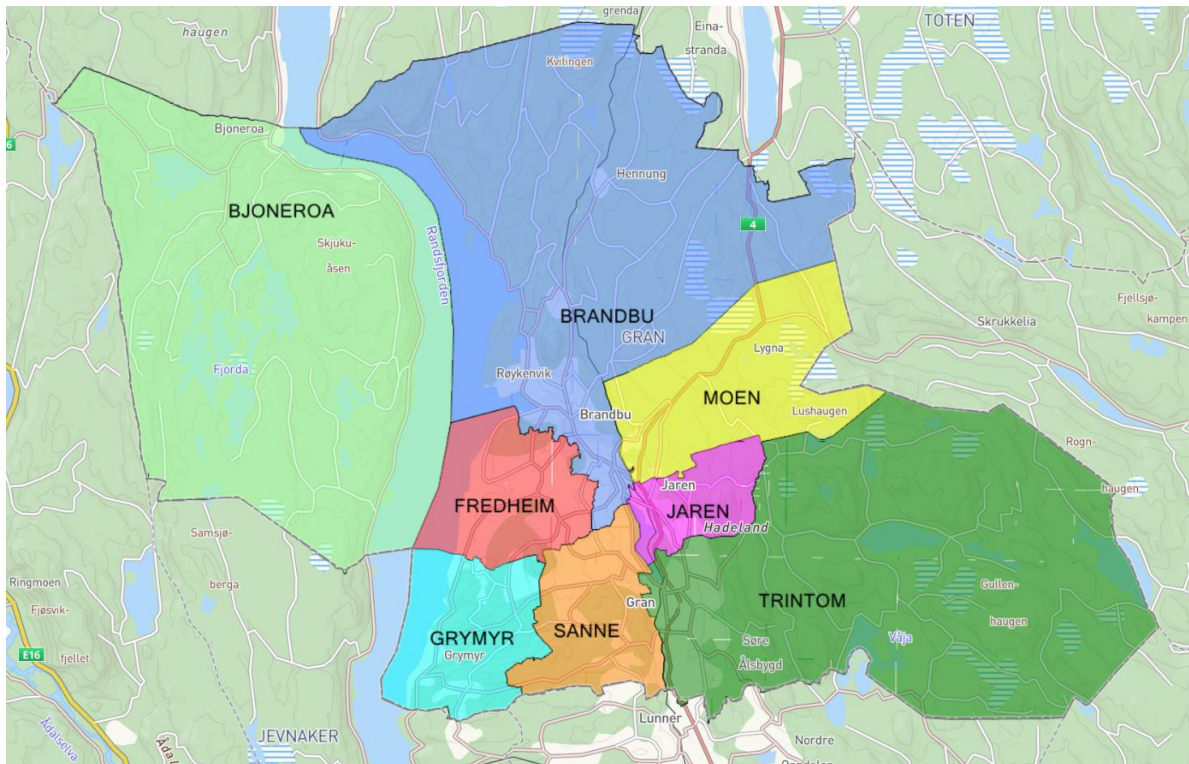 grenda
TOTEN
Eina-
stranda
haugen
Kvitingen
Bjoneroa
6
Hennung
BJONEROA
4
Skjuku-
åsen
Randsfjorden
Fjellsjø-
kampen
BRANDBU
GRAN
Skrukkelia
Lygna
Fjorda
Røykenvik
MOEN
Brandbu
Lushaugen
Rogn-
haugen
Jaren
FREDHEIM
JAREN
Hadeland
Samsjø-
berga
Ringmoen
Fjøsvik-
fjellet
Gullen-
haugen
TRINTOM
Gran
GRYMYR
SANNE
Grymyr
Søre
Ålsbygd
Våja
E16
Lunner
JEVNAKER
Nordre
Ådalselva